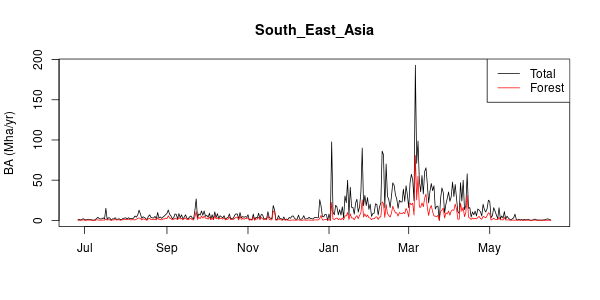 South_East_Asia
BA (Mha/yr)
200
150
100
50
0
Total
Forest
Jul Sep Nov Jan Mar May